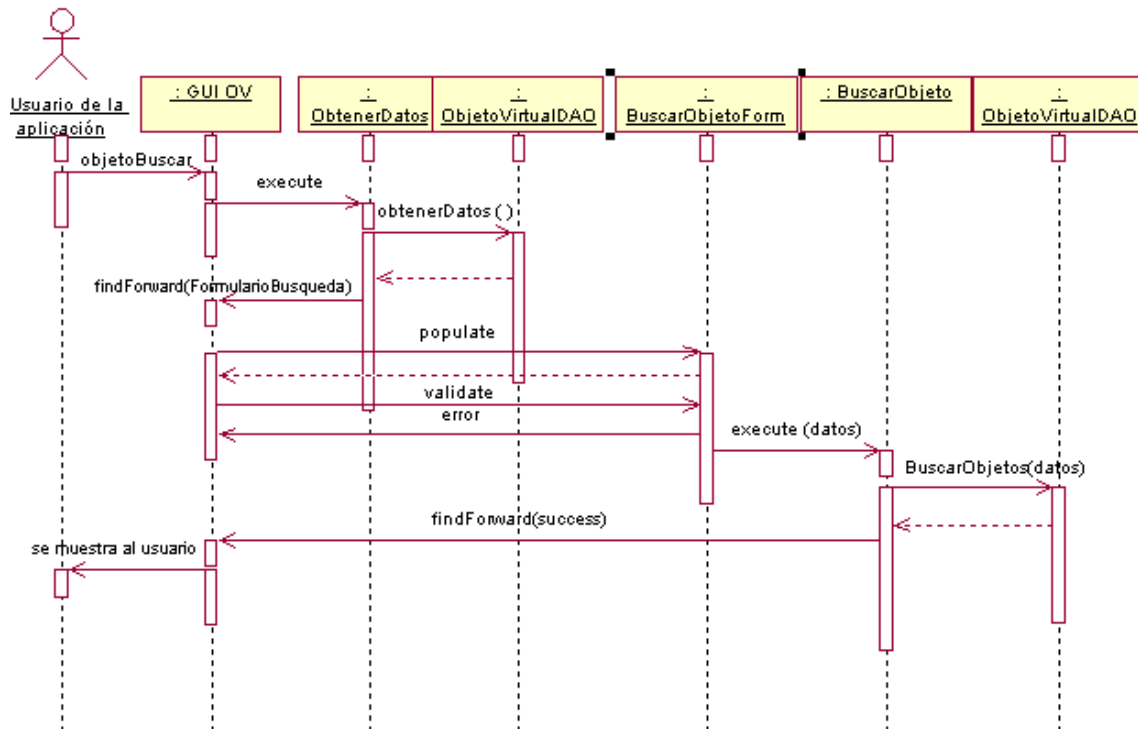 Usuario de la
aplicación
: GUI OV
:
ObtenerDatos
:
ObjetoVirtualDAO
:
BuscarObjetoForm
: BuscarObjeto
:
ObjetoVirtualDAO
objetoBuscar
execute
obtenerDatos ( )
findForward(FormularioBusqueda)
populate
validate
error
execute (datos)
BuscarObjetos(datos)
findForward(success)
se muestra al usuario